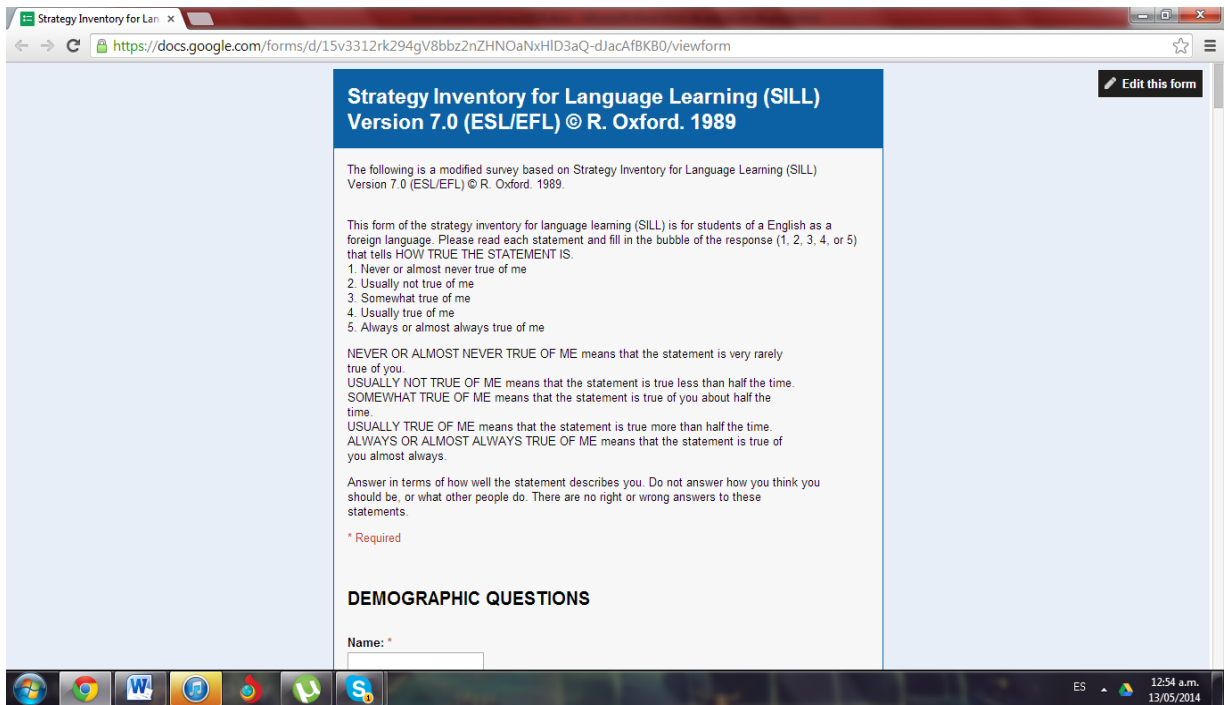 Strategy Inventory for Lan
https://docs.google.com/forms/d/15v3312rk294gV8bbz2nZHNOaNxHlD3aQ-dJacAfBKB0/viewform
Edit this form
Strategy Inventory for Language Learning (SILL)
Version 7.0 (ESL/EFL) © R. Oxford. 1989
The following is a modified survey based on Strategy Inventory for Language Learning (SILL)
Version 7.0 (ESL/EFL) © R. Oxford. 1989.
This form of the strategy inventory for language learning (SILL) is for students of a English as a
foreign language. Please read each statement and fill in the bubble of the response (1, 2, 3, 4, or 5)
that tells HOW TRUE THE STATEMENT IS.
1. Never or almost never true of me
2. Usually not true of me
3. Somewhat true of me
4. Usually true of me
5. Always or almost always true of me
NEVER OR ALMOST NEVER TRUE OF ME means that the statement is very rarely
true of you.
USUALLY NOT TRUE OF ME means that the statement is true less than half the time.
SOMEWHAT TRUE OF ME means that the statement is true of you about half the
time.
USUALLY TRUE OF ME means that the statement is true more than half the time.
ALWAYS OR ALMOST ALWAYS TRUE OF ME means that the statement is true of
you almost always.
Answer in terms of how well the statement describes you. Do not answer how you think you
should be, or what other people do. There are no right or wrong answers to these
statements.
* Required
DEMOGRAPHIC QUESTIONS
Name: *
ES
12:54 a.m.
13/05/2014